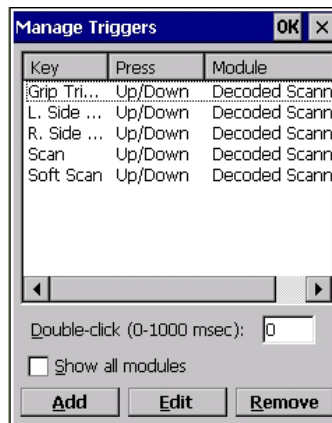 Manage Triggers OK ×
Key Press Module
Grip Tri... Up/Down Decoded Scann
L. Side ... Up/Down Decoded Scann
R. Side ... Up/Down Decoded Scann
Scan Up/Down Decoded Scann
Soft Scan Up/Down Decoded Scann
Double-click (0-1000 msec): 0
Show all modules
Add Edit Remove